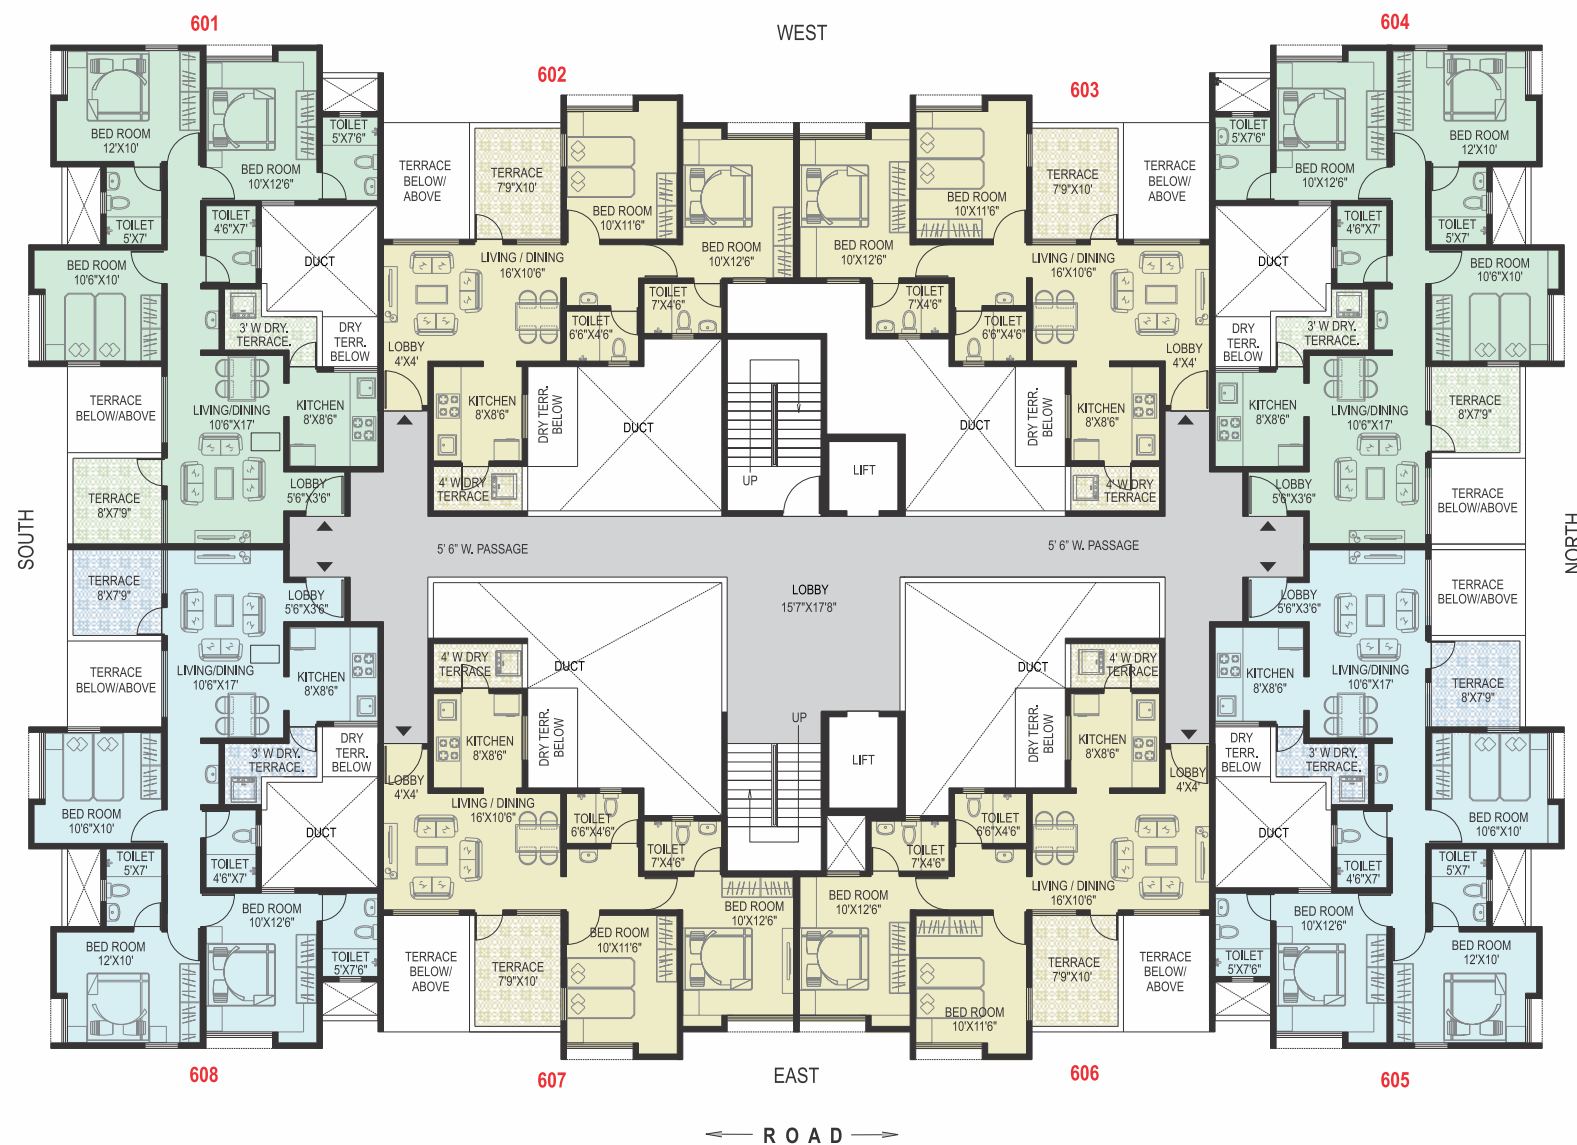 601
604
WEST
602
603
BED ROOM
12'X10'
BED ROOM
10'X12'6"
TOILET
5'X7'6"
TERRACE
BELOW/
ABOVE
TERRACE
7'9"X10'
BED ROOM
10'X11'6"
BED ROOM
10'X12'6"
BED ROOM
10'X12'6"
BED ROOM
10'X11'6"
TERRACE
7'9"X10'
TERRACE
BELOW/
ABOVE
TOILET
5'X7'6"
BED ROOM
10'X12'6"
BED ROOM
12'X10'
TOILET
5'X7'
TOILET
4'6"X7'
DUCT
BED ROOM
10'6"X10'
LIVING / DINING
16'X10'6"
TOILET
7'X4'6"
TOILET
6'6"X4'6"
TOILET
7'X4'6"
TOILET
6'6"X4'6"
LIVING / DINING
16'X10'6"
DUCT
TOILET
4'6"X7'
TOILET
5'X7'
BED ROOM
10'6"X10'
3' W DRY.
TERRACE.
DRY
TERR.
BELOW
LOBBY
4'X4'
LOBBY
4'X4'
DRY
TERR.
BELOW
3' W DRY.
TERRACE.
TERRACE
BELOW/ABOVE
LIVING/DINING
10'6"X17'
KITCHEN
8'X8'6"
KITCHEN
8'X8'6"
DRY TERR.
BELOW
DUCT
UP
LIFT
DUCT
DRY TERR.
BELOW
KITCHEN
8'X8'6"
KITCHEN
8'X8'6"
LIVING/DINING
10'6"X17'
TERRACE
8'X7'9"
TERRACE
8'X7'9"
LOBBY
5'6"X3'6"
4' W DRY
TERRACE
4' W DRY
TERRACE
LOBBY
5'6"X3'6"
TERRACE
BELOW/ABOVE
SOUTH
NORTH
5' 6" W. PASSAGE
5' 6" W. PASSAGE
LOBBY
15'7"X17'8"
TERRACE
8'X7'9"
LOBBY
5'6"X3'6"
LOBBY
5'6"X3'6"
TERRACE
BELOW/ABOVE
TERRACE
BELOW/ABOVE
LIVING/DINING
10'6"X17'
KITCHEN
8'X8'6"
4' W DRY
TERRACE
DUCT
DUCT
4' W DRY
TERRACE
KITCHEN
8'X8'6"
LIVING/DINING
10'6"X17'
TERRACE
8'X7'9"
3' W DRY.
TERRACE.
DRY
TERR.
BELOW
KITCHEN
8'X8'6"
DRY TERR.
BELOW
UP
LIFT
DRY TERR.
BELOW
KITCHEN
8'X8'6"
DRY
TERR.
BELOW
3' W DRY.
TERRACE.
LOBBY
4'X4'
LOBBY
4'X4'
BED ROOM
10'6"X10'
DUCT
LIVING / DINING
16'X10'6"
TOILET
6'6"X4'6"
TOILET
7'X4'6"
TOILET
7'X4'6"
TOILET
6'6"X4'6"
LIVING / DINING
16'X10'6"
DUCT
BED ROOM
10'6"X10'
TOILET
5'X7'
TOILET
4'6"X7'
TOILET
4'6"X7'
TOILET
5'X7'
BED ROOM
12'X10'
BED ROOM
10'X12'6"
TOILET
5'X7'6"
TERRACE
BELOW/
ABOVE
TERRACE
7'9"X10'
BED ROOM
10'X11'6"
BED ROOM
10'X12'6"
BED ROOM
10'X12'6"
BED ROOM
10'X11'6"
TERRACE
7'9"X10'
TERRACE
BELOW/
ABOVE
TOILET
5'X7'6"
BED ROOM
10'X12'6"
BED ROOM
12'X10'
608
607
EAST
606
605
ROAD